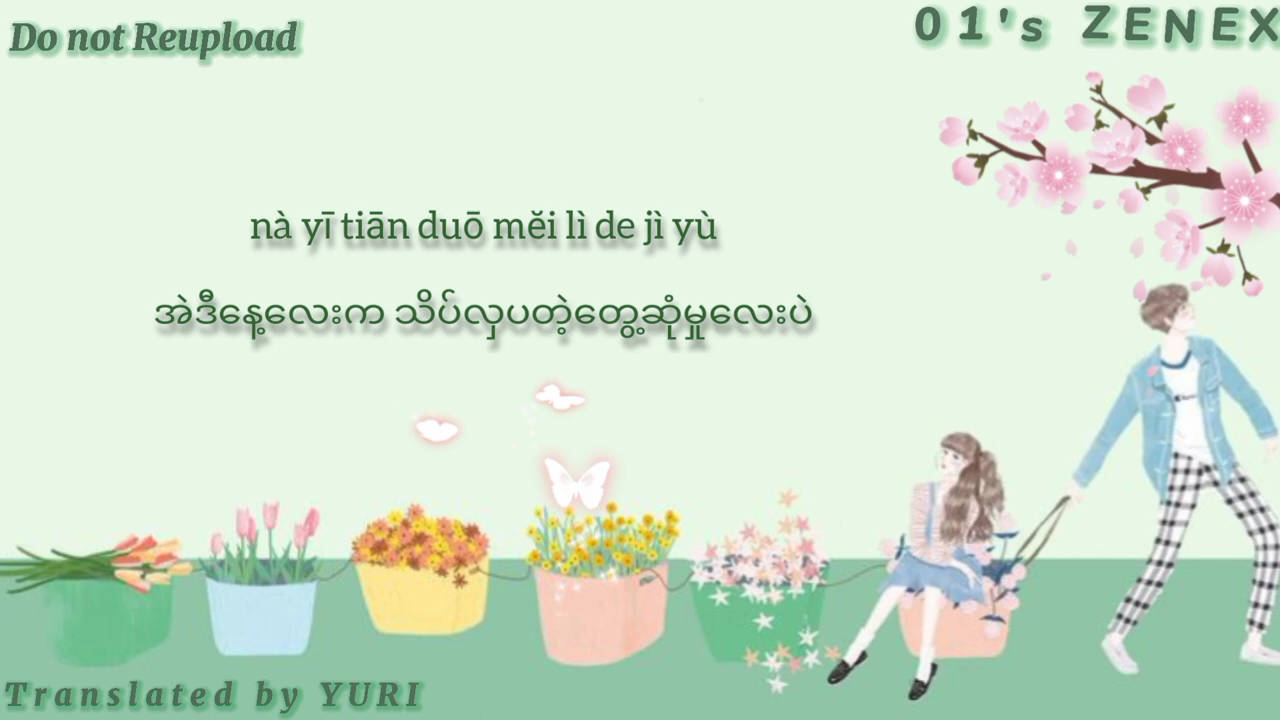 Do not Reupload
01's ZENEX
nà yī tiān duō mĕi lì de jì yù
အဲဒီနေ့လေးက သိပ်လှပတဲ့တွေ့ဆုံမှုလေးပဲ
Translated by YURI